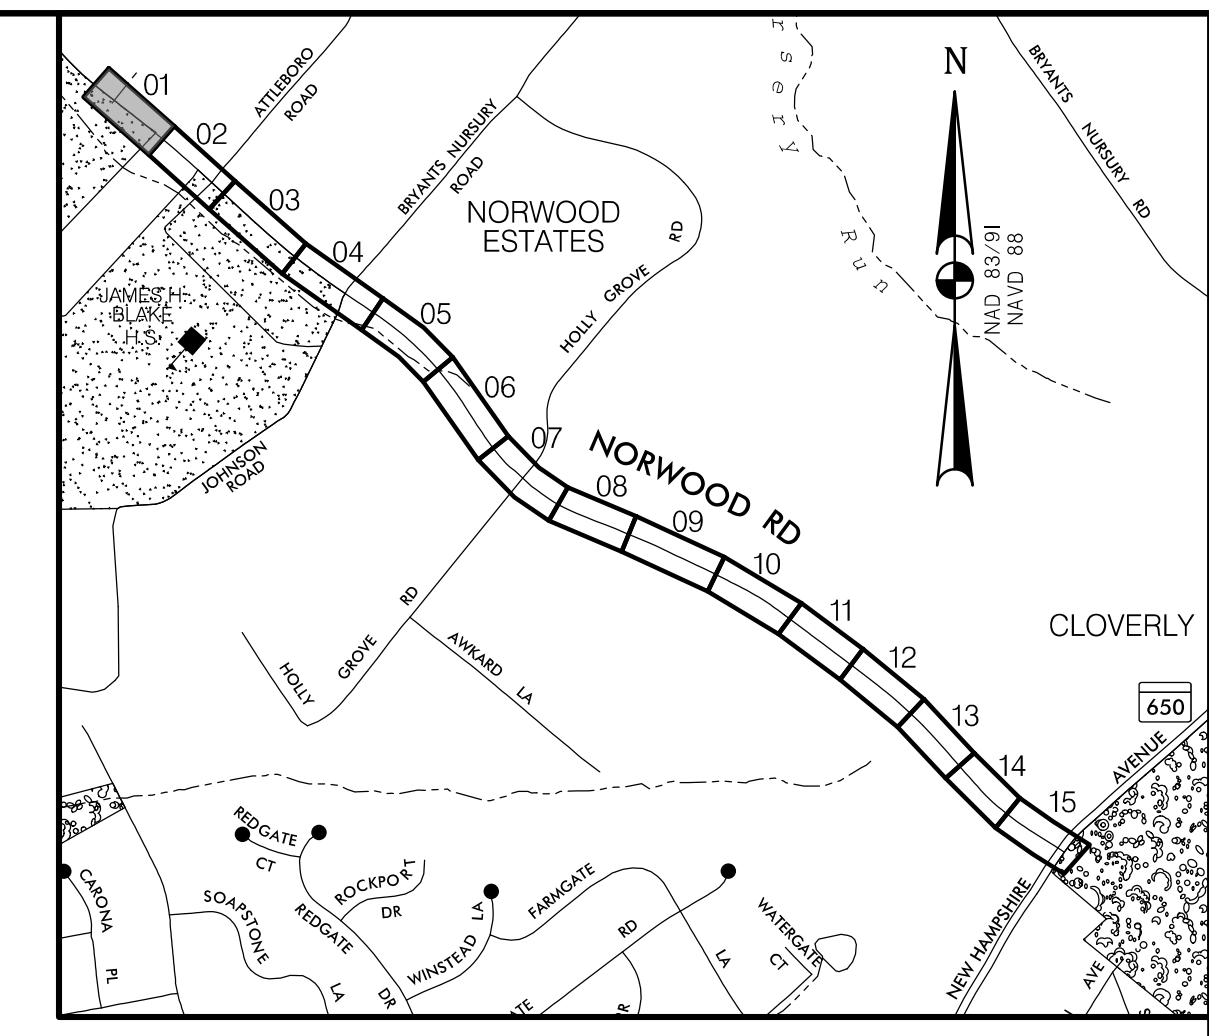 01
02
03
04
05
06
07
08
09
10
11
12
13
14
15
ATTLEBORO
ROAD
BRYANTS NURSURY
ROAD
NORWOOD
ESTATES
HOLLY GROVE RD
rsery
Run
N
NAD 83/91
NAVD 88
BRYANTS NURSURY RD
JAMES H.
BLAKE
H.S.
JOHNSON
ROAD
NORWOOD RD
HOLLY GROVE RD
AWKARD LA
CLOVERLY
650
NEW HAMPSHIRE AVENUE
REDGATE
CT
ROCKPORT
DR
SOAPSTONE LA
REDGATE DR
WINSTEAD LA
FARMGATE LA
RD
WATERGATE
CT
CARONA PL
AVE